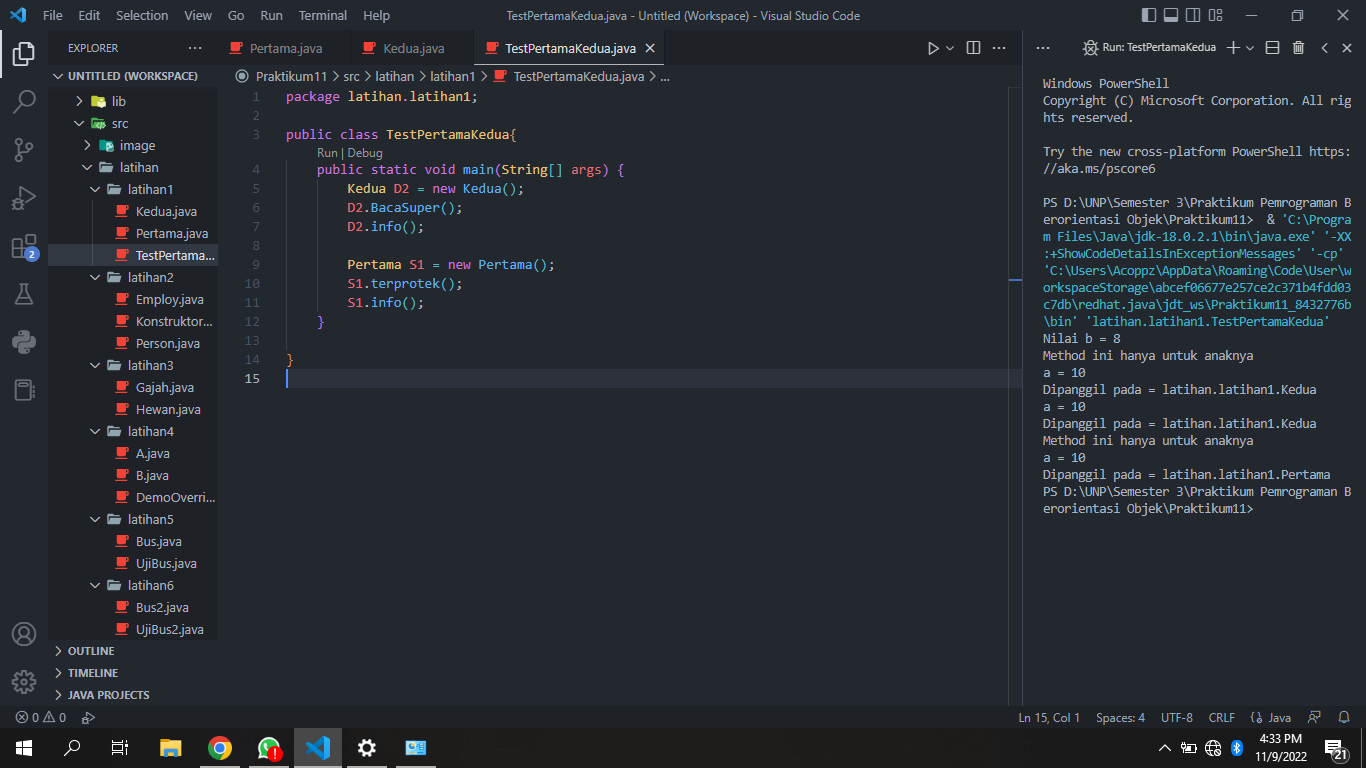 File Edit Selection View Go Run Terminal Help
TestPertamaKedua.java - Untitled (Workspace) - Visual Studio Code
EXPLORER
UNTITLED (WORKSPACE)
lib
src
image
latihan
latihan1
Kedua.java
Pertama.java
TestPertama...
latihan2
Employ.java
Konstruktor...
Person.java
latihan3
Gajah.java
Hewan.java
latihan4
A.java
B.java
DemoOverri...
latihan5
Bus.java
UjiBus.java
latihan6
Bus2.java
UjiBus2.java
OUTLINE
TIMELINE
JAVA PROJECTS
2
Pertama.java Kedua.java TestPertamaKedua.java
Praktikum11 > src > latihan > latihan1 > TestPertamaKedua.java > ...
1 package latihan.latihan1;
2
3 public class TestPertamaKedua{
Run | Debug
4 public static void main(String[] args) {
5 Kedua D2 = new Kedua();
6 D2.BacaSuper();
7 D2.info();
8
9 Pertama S1 = new Pertama();
10 S1.terprotek();
11 S1.info();
12 }
13
14 }
15
Run: TestPertamaKedua
Windows PowerShell
Copyright (C) Microsoft Corporation. All rig
hts reserved.
Try the new cross-platform PowerShell https:
//aka.ms/pscore6
PS D:\UNP\Semester 3\Praktikum Pemrograman B
erorientasi Objek\Praktikum11>  & 'C:\Progra
m Files\Java\jdk-18.0.2.1\bin\java.exe' '-XX
:+ShowCodeDetailsInExceptionMessages' '-cp'
'C:\Users\Acoppz\AppData\Roaming\Code\User\w
orkspaceStorage\abcef06677e257ce2c371b4fdd03
c7db\redhat.java\jdt_ws\Praktikum11_8432776b
\bin' 'latihan.latihan1.TestPertamaKedua'
Nilai b = 8
Method ini hanya untuk anaknya
a = 10
Dipanggil pada = latihan.latihan1.Kedua
a = 10
Dipanggil pada = latihan.latihan1.Kedua
Method ini hanya untuk anaknya
a = 10
Dipanggil pada = latihan.latihan1.Pertama
PS D:\UNP\Semester 3\Praktikum Pemrograman B
erorientasi Objek\Praktikum11>
0 0
Ln 15, Col 1 Spaces: 4 UTF-8 CRLF {} Java
4:33 PM
11/9/2022
21